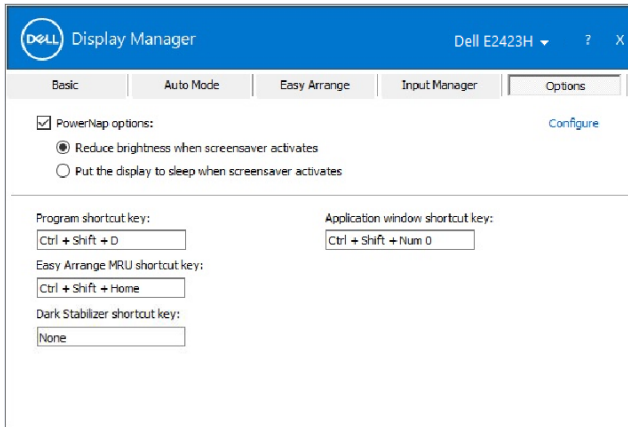 DELL Display Manager Dell E2423H ? X
Basic Auto Mode Easy Arrange Input Manager Options
PowerNap options: Configure
Reduce brightness when screensaver activates
Put the display to sleep when screensaver activates
Program shortcut key: Application window shortcut key:
Ctrl + Shift + D Ctrl + Shift + Num 0
Easy Arrange MRU shortcut key:
Ctrl + Shift + Home
Dark Stabilizer shortcut key:
None